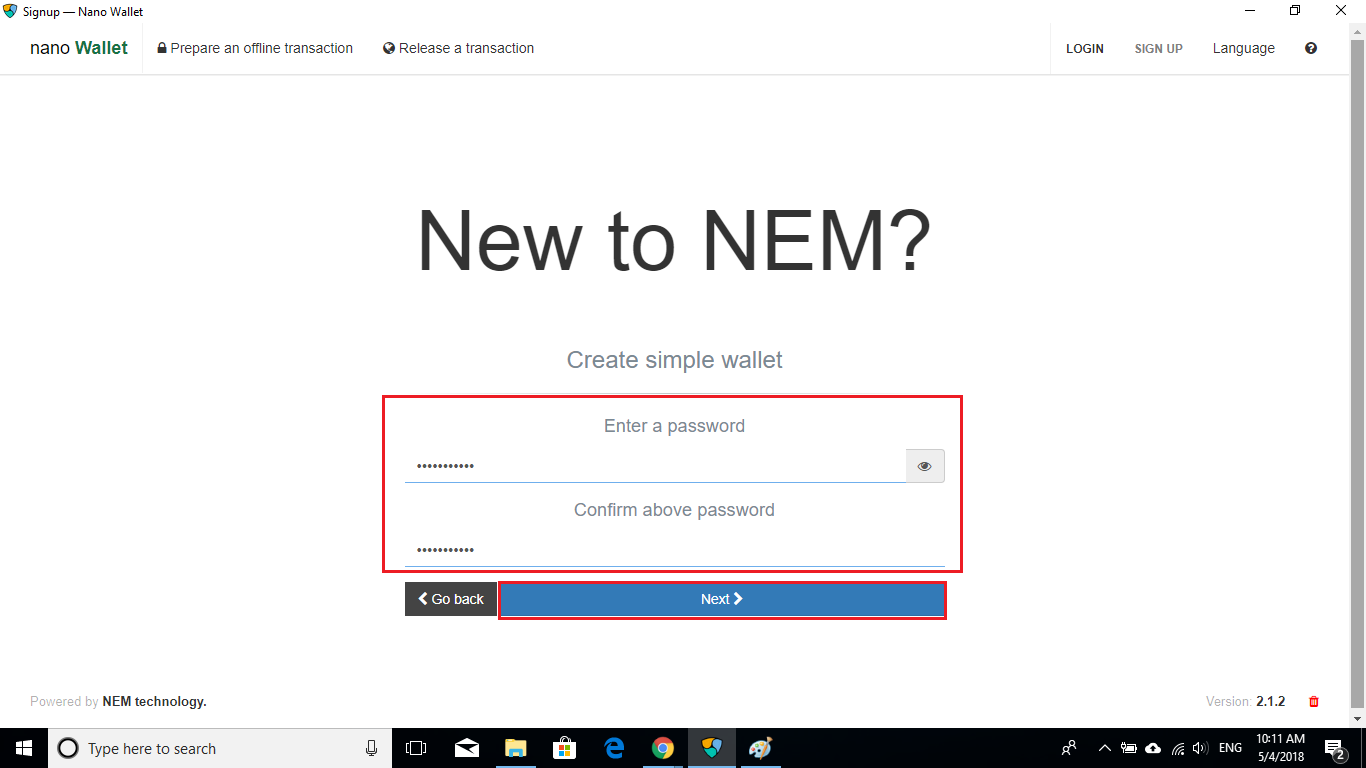 Signup — Nano Wallet
nano Wallet Prepare an offline transaction Release a transaction LOGIN SIGN UP Language
New to NEM?
Create simple wallet
Enter a password
•••••••••••
Confirm above password
•••••••••••
Go back Next
Powered by NEM technology. Version: 2.1.2
Type here to search ENG 10:11 AM
5/4/2018 2